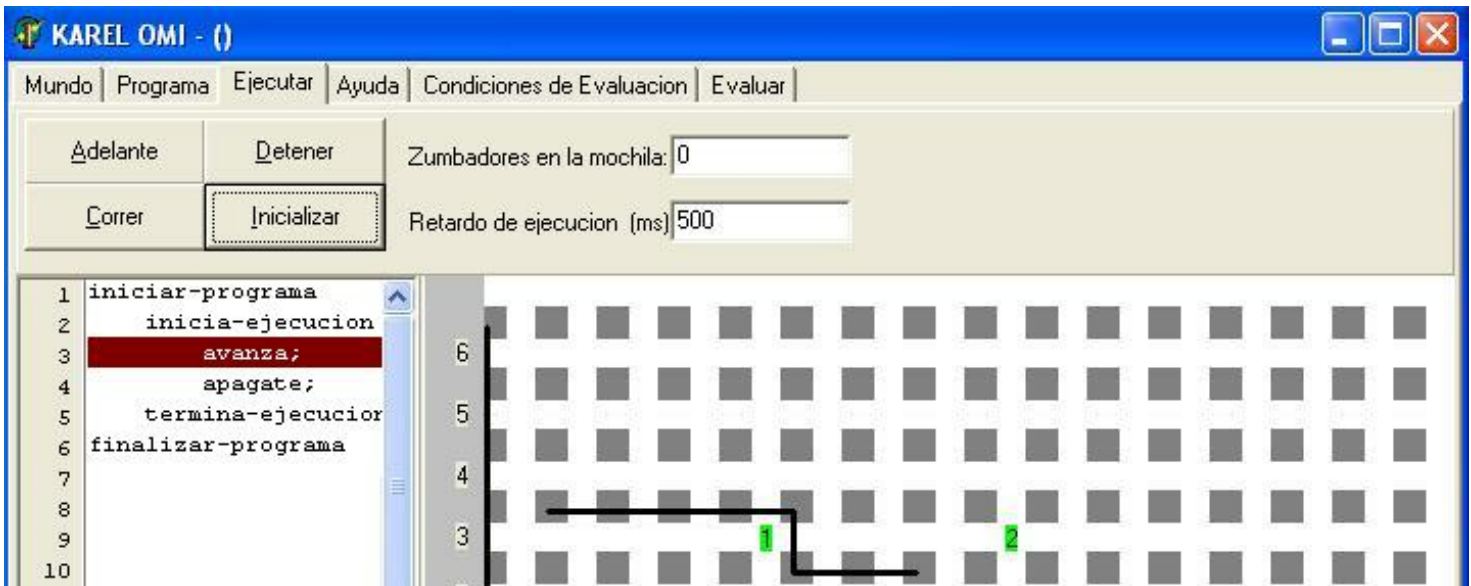 KAREL OMI - ()
Mundo Programa Ejecutar Ayuda Condiciones de Evaluacion Evaluar
Adelante Detener Zumbadores en la mochila: 0
Correr Inicializar Retardo de ejecucion (ms) 500
1 iniciar-programa
2 inicia-ejecucion
3 avanza;
4 apagate;
5 termina-ejecucion
6 finalizar-programa
7
8
9
10
6
5
4
3 1 2